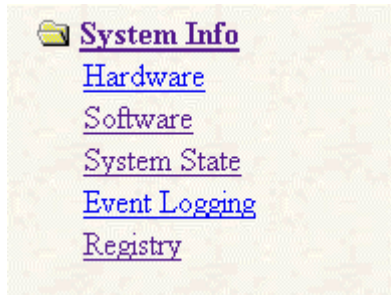 System Info
Hardware
Software
System State
Event Logging
Registry